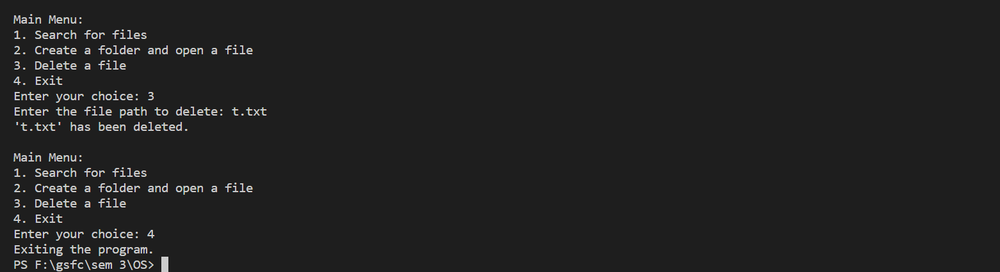 Main Menu:
1. Search for files
2. Create a folder and open a file
3. Delete a file
4. Exit
Enter your choice: 3
Enter the file path to delete: t.txt
't.txt' has been deleted.
Main Menu:
1. Search for files
2. Create a folder and open a file
3. Delete a file
4. Exit
Enter your choice: 4
Exiting the program.
PS F:\gsfc\sem 3\OS>